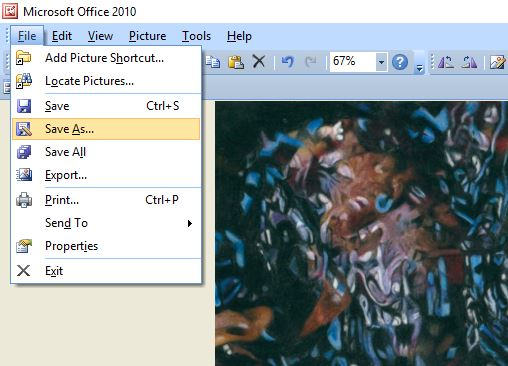 Microsoft Office 2010
File Edit View Picture Tools Help
67%
Add Picture Shortcut...
Locate Pictures...
Save Ctrl+S
Save As...
Save All
Export...
Print... Ctrl+P
Send To
Properties
Exit